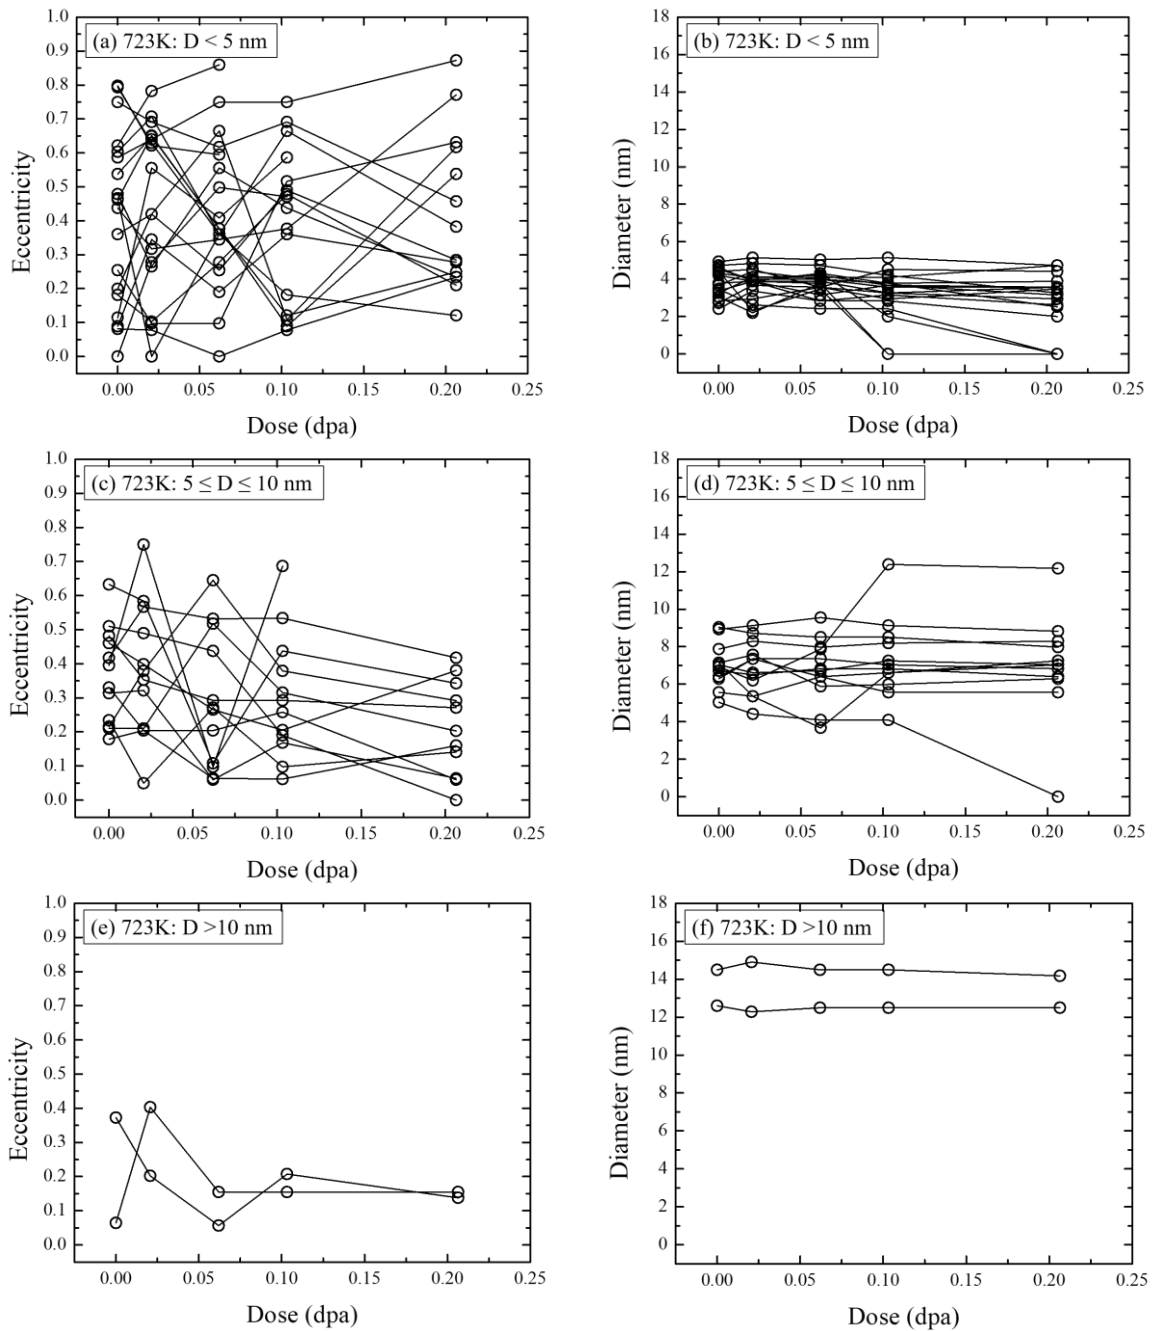 (a) 723K: D < 5 nm
1.0
0.9
0.8
0.7
0.6
0.5
0.4
0.3
0.2
0.1
0.0
Eccentricity
0.00 0.05 0.10 0.15 0.20 0.25
Dose (dpa)
(b) 723K: D < 5 nm
18
16
14
12
10
8
6
4
2
0
Diameter (nm)
0.00 0.05 0.10 0.15 0.20 0.25
Dose (dpa)
(c) 723K: 5 ≤ D ≤ 10 nm
1.0
0.9
0.8
0.7
0.6
0.5
0.4
0.3
0.2
0.1
0.0
Eccentricity
0.00 0.05 0.10 0.15 0.20 0.25
Dose (dpa)
(d) 723K: 5 ≤ D ≤ 10 nm
18
16
14
12
10
8
6
4
2
0
Diameter (nm)
0.00 0.05 0.10 0.15 0.20 0.25
Dose (dpa)
(e) 723K: D >10 nm
1.0
0.9
0.8
0.7
0.6
0.5
0.4
0.3
0.2
0.1
0.0
Eccentricity
0.00 0.05 0.10 0.15 0.20 0.25
Dose (dpa)
(f) 723K: D >10 nm
18
16
14
12
10
8
6
4
2
0
Diameter (nm)
0.00 0.05 0.10 0.15 0.20 0.25
Dose (dpa)